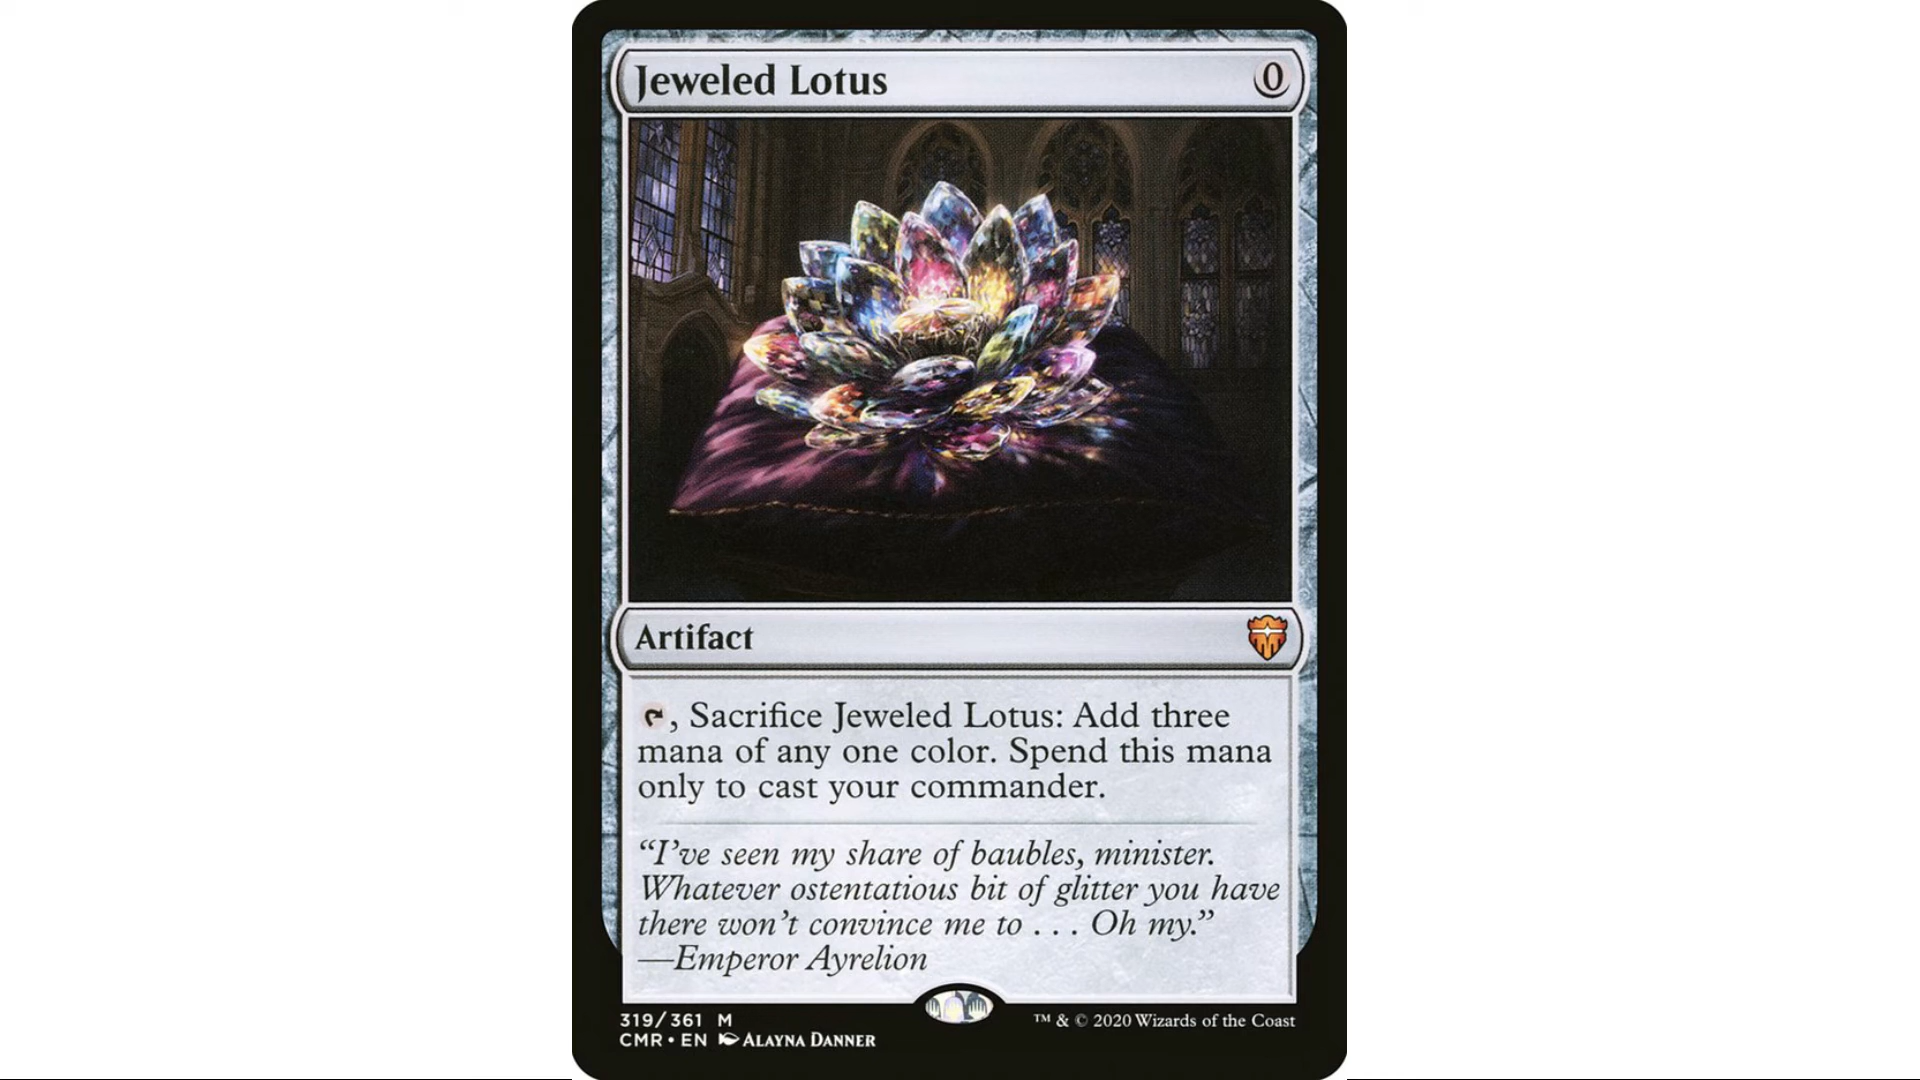 Jeweled Lotus 0
Artifact
, Sacrifice Jeweled Lotus: Add three
mana of any one color. Spend this mana
only to cast your commander.
“I’ve seen my share of baubles, minister.
Whatever ostentatious bit of glitter you have
there won’t convince me to . . . Oh my.”
—Emperor Ayrelion
319/361 M
CMR • EN ALAYNA DANNER
™ & © 2020 Wizards of the Coast